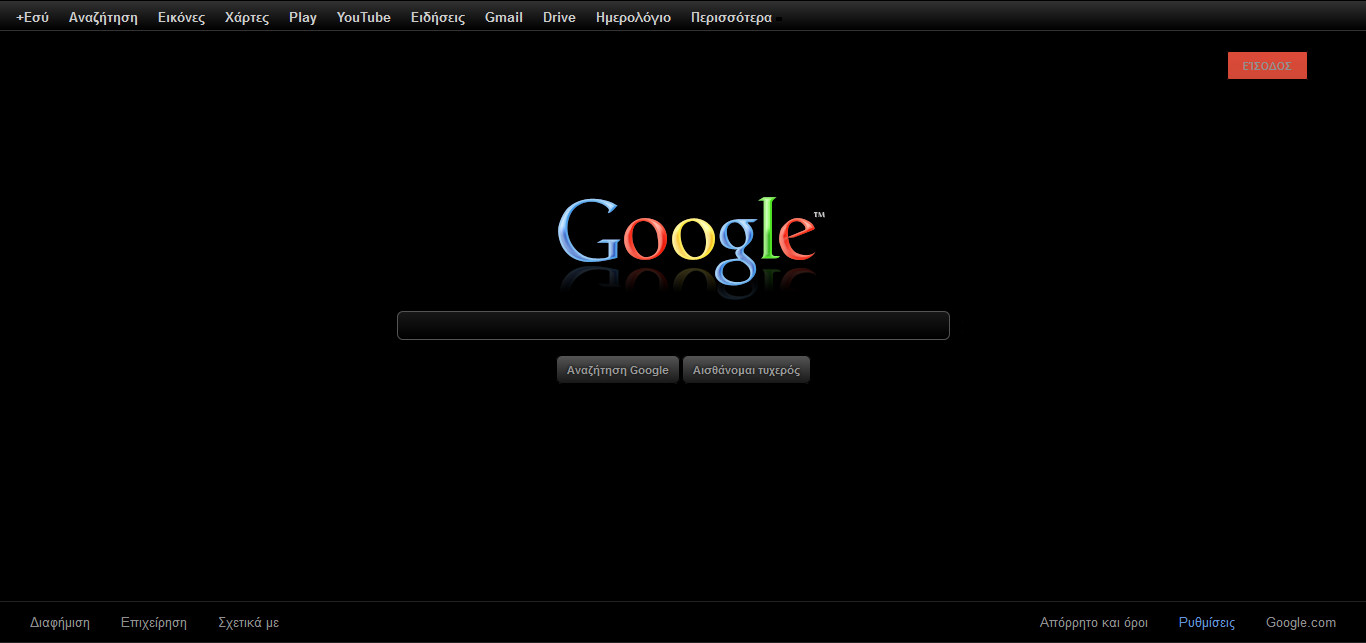 +Εσύ Αναζήτηση Εικόνες Χάρτες Play YouTube Ειδήσεις Gmail Drive Ημερολόγιο Περισσότερα
ΕΊΣΟΔΟΣ
Google™
Αναζήτηση Google Αισθάνομαι τυχερός
Διαφήμιση Επιχείρηση Σχετικά με Απόρρητο και όροι Ρυθμίσεις Google.com